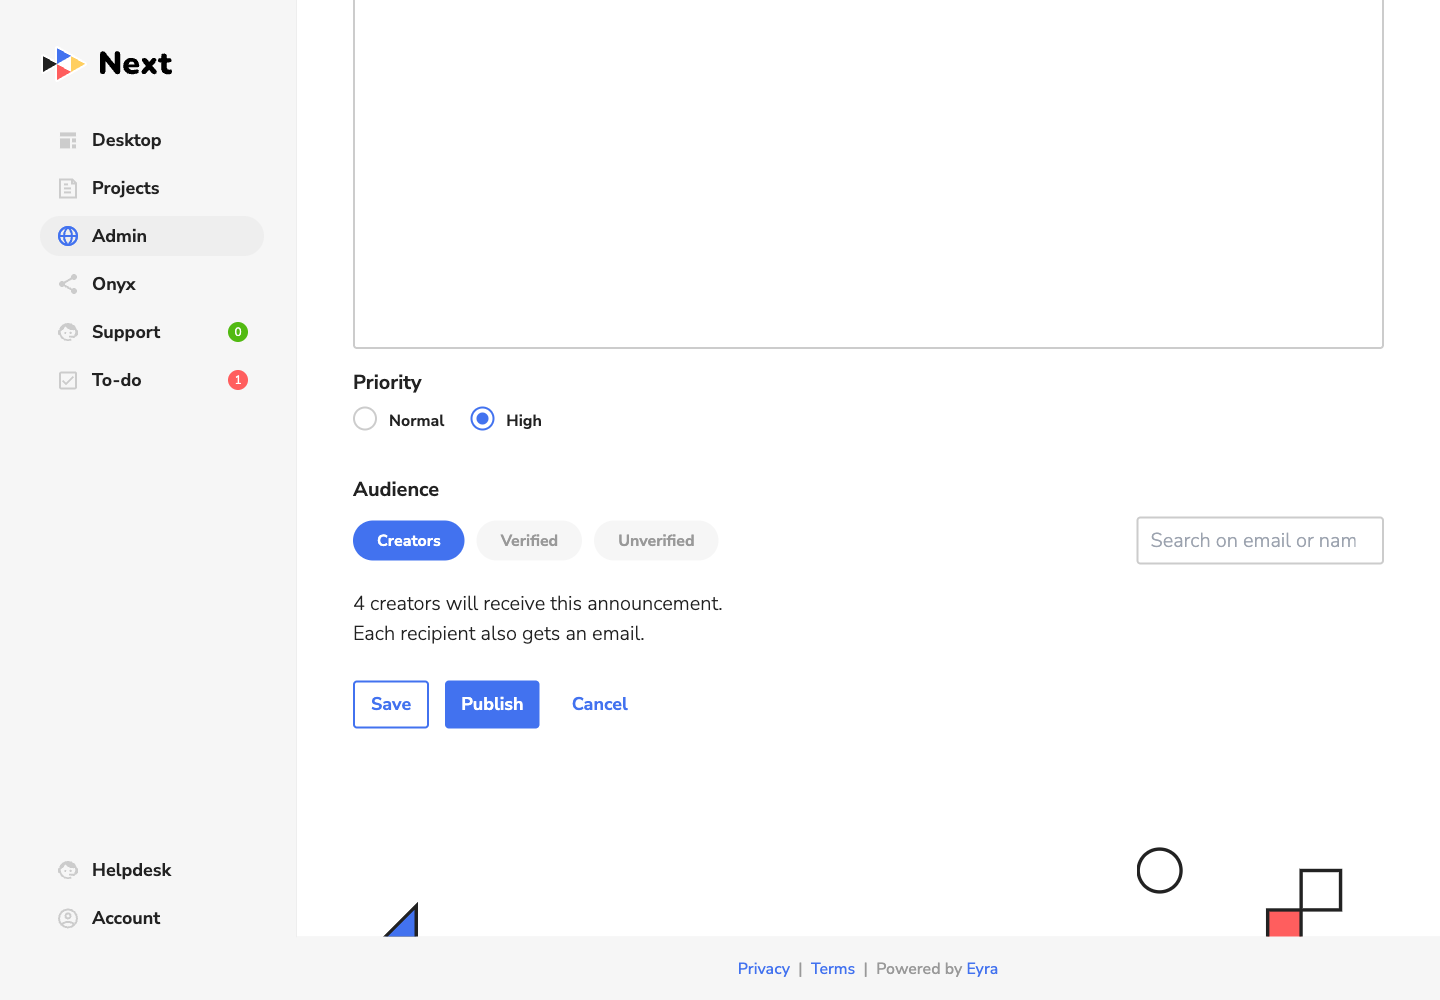 Next
Desktop
Projects
Admin
Onyx
Support 0
To-do 1
Priority
Normal High
Audience
Creators Verified Unverified Search on email or nam
4 creators will receive this announcement.
Each recipient also gets an email.
Save Publish Cancel
Helpdesk
Account
Privacy | Terms | Powered by Eyra